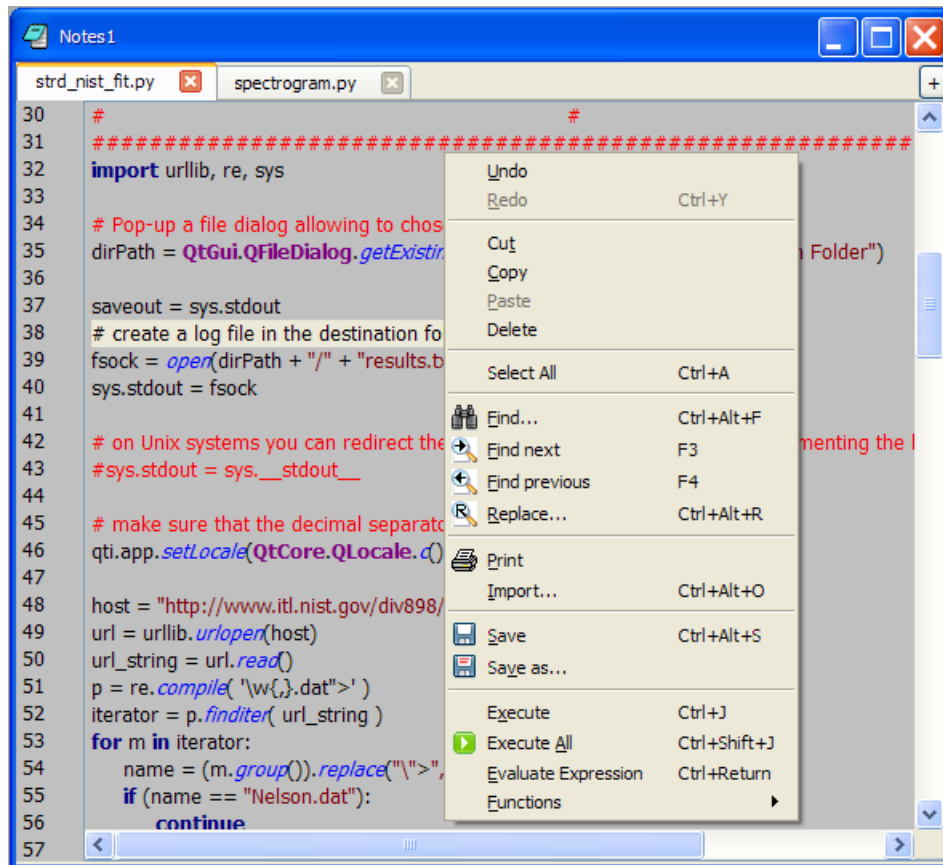 Notes1
strd_nist_fit.py spectrogram.py +
30 # #
31 #########################################################
32 import urllib, re, sys
33
34 # Pop-up a file dialog allowing to chos
35 dirPath = QtGui.QFileDialog.getExistin Folder")
36
37 saveout = sys.stdout
38 # create a log file in the destination fo
39 fsock = open(dirPath + "/" + "results.tx
40 sys.stdout = fsock
41
42 # on Unix systems you can redirect the menting the
43 #sys.stdout = sys.__stdout__
44
45 # make sure that the decimal separato
46 qti.app.setLocale(QtCore.QLocale.c()
47
48 host = "http://www.itl.nist.gov/div898/
49 url = urllib.urlopen(host)
50 url_string = url.read()
51 p = re.compile( '\w{,}.dat">' )
52 iterator = p.finditer( url_string )
53 for m in iterator:
54 name = (m.group()).replace("\">",
55 if (name == "Nelson.dat"):
56 continue
57
Undo
Redo Ctrl+Y
Cut
Copy
Paste
Delete
Select All Ctrl+A
Find... Ctrl+Alt+F
Find next F3
Find previous F4
Replace... Ctrl+Alt+R
Print
Import... Ctrl+Alt+O
Save Ctrl+Alt+S
Save as...
Execute Ctrl+J
Execute All Ctrl+Shift+J
Evaluate Expression Ctrl+Return
Functions